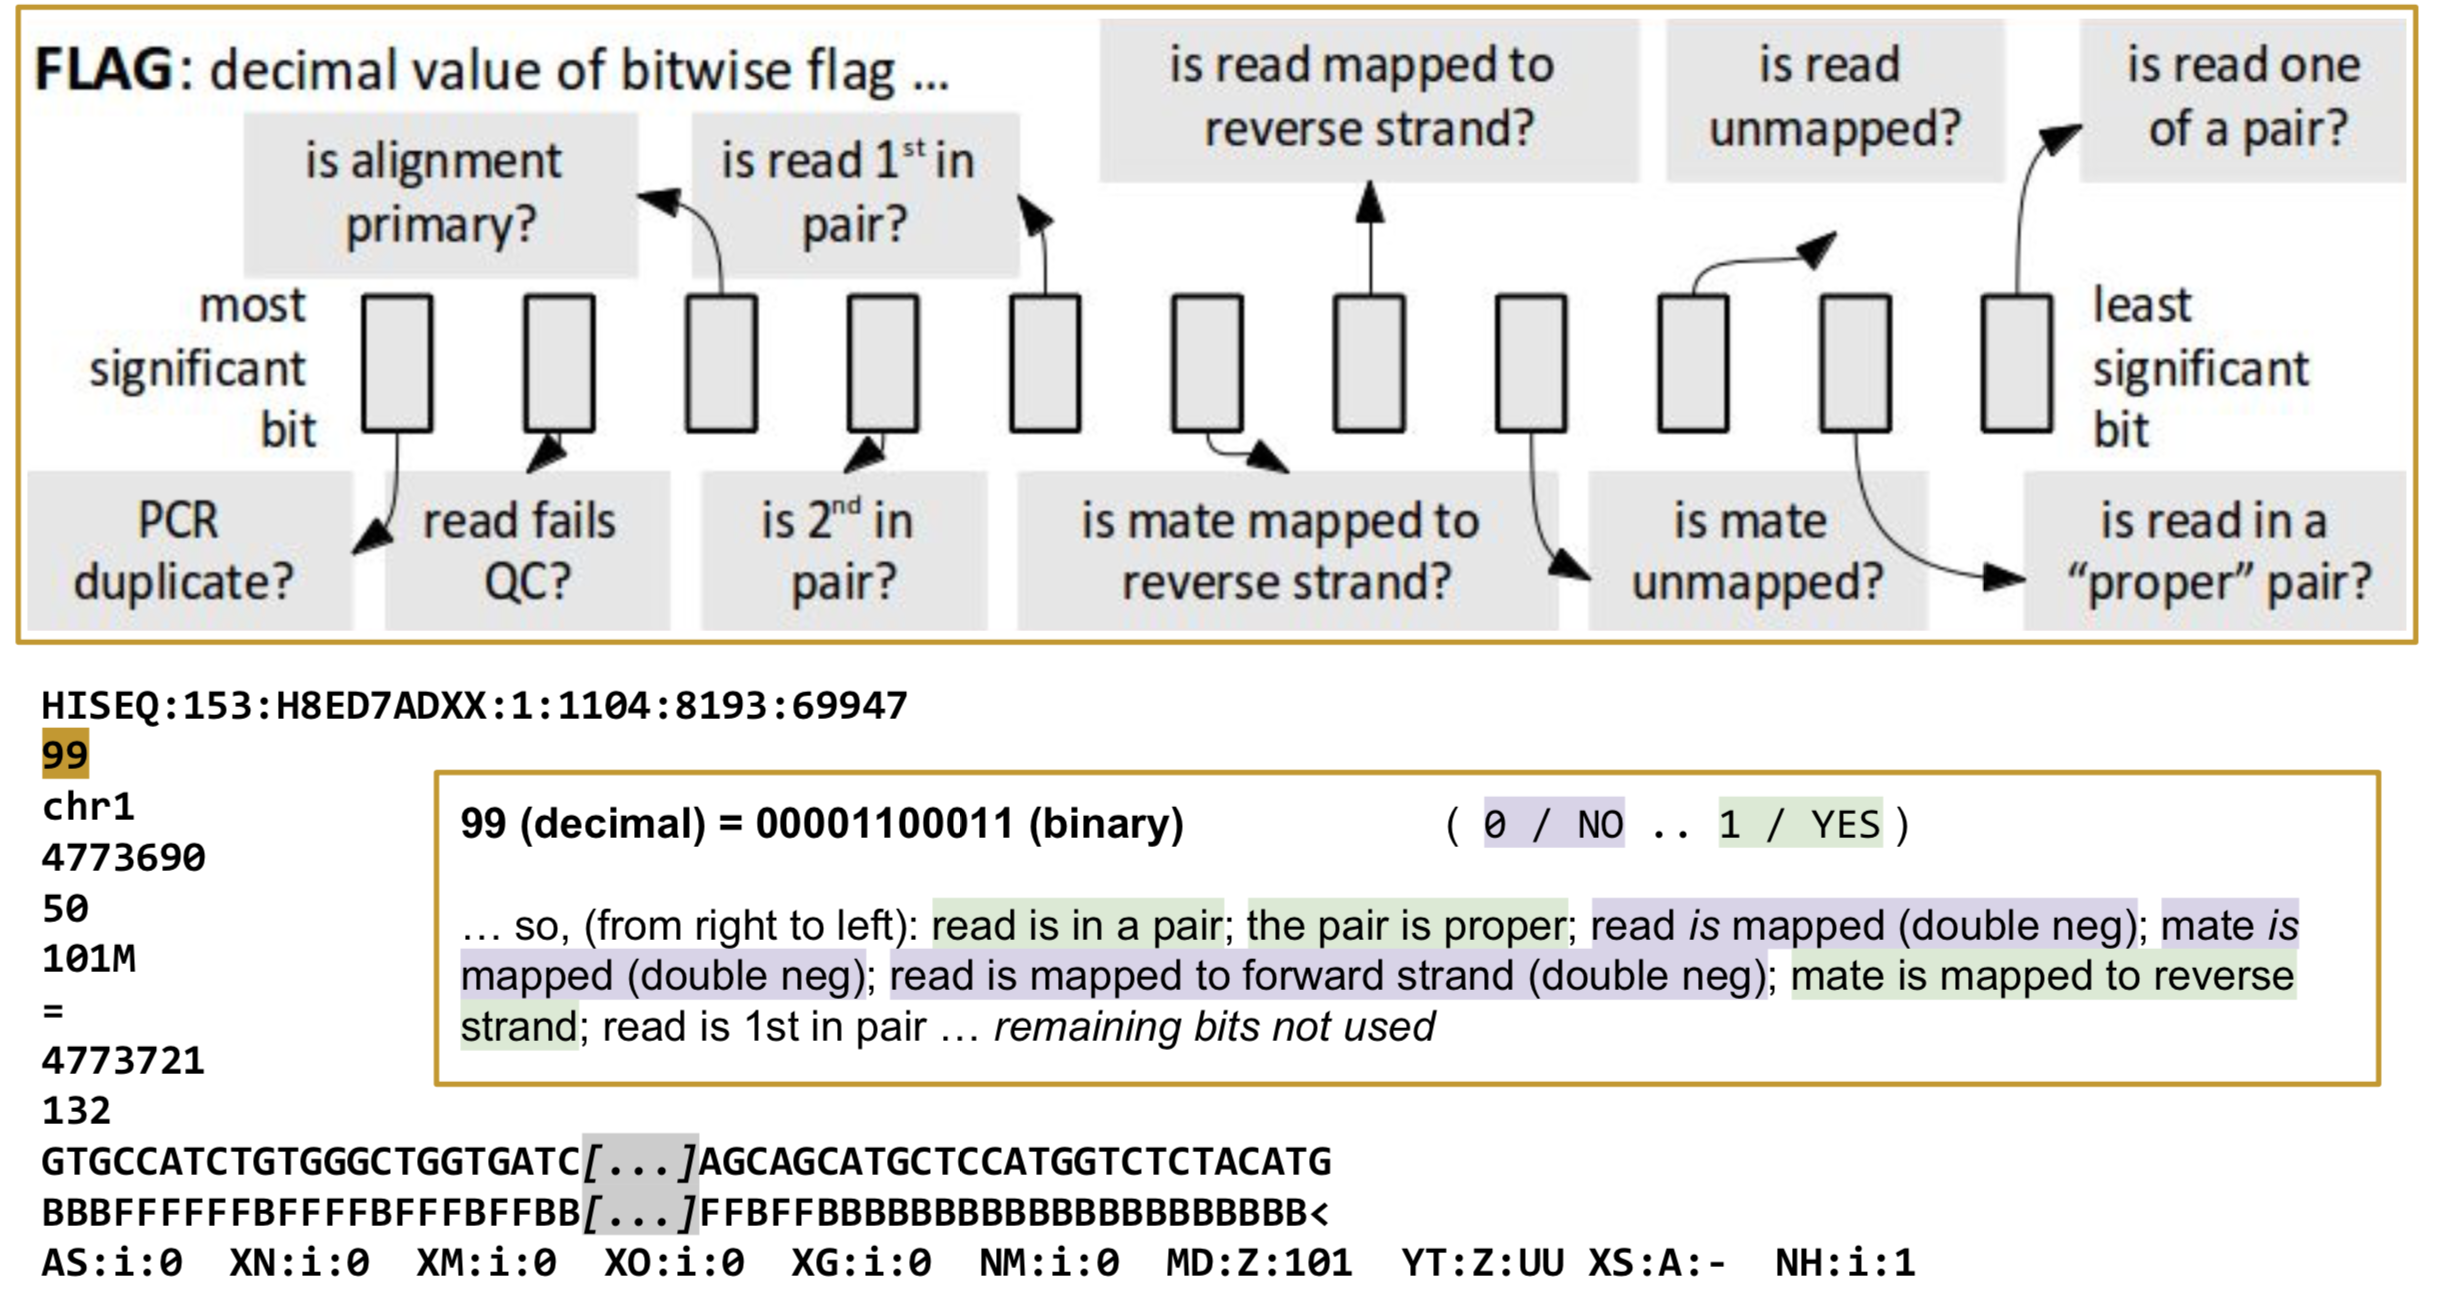 FLAG: decimal value of bitwise flag ...
is read mapped to
reverse strand?
is read
unmapped?
is read one
of a pair?
is alignment
primary?
is read 1st in
pair?
most
significant
bit
least
significant
bit
PCR
duplicate?
read fails
QC?
is 2nd in
pair?
is mate mapped to
reverse strand?
is mate
unmapped?
is read in a
“proper” pair?
HISEQ:153:H8ED7ADXX:1:1104:8193:69947
99
chr1
4773690
50
101M
=
4773721
132
99 (decimal) = 00001100011 (binary) ( 0 / NO .. 1 / YES )
… so, (from right to left): read is in a pair; the pair is proper; read is mapped (double neg); mate is
mapped (double neg); read is mapped to forward strand (double neg); mate is mapped to reverse
strand; read is 1st in pair … remaining bits not used
GTGCCATCTGTGGGCTGGTGATC[...]AGCAGCATGCTCCATGGTCTCTACATG
BBBFFFFFFBFFFFBFFFBFFBB[...]FFBFFBBBBBBBBBBBBBBBBBBBBB<
AS:i:0 XN:i:0 XM:i:0 XO:i:0 XG:i:0 NM:i:0 MD:Z:101 YT:Z:UU XS:A:- NH:i:1